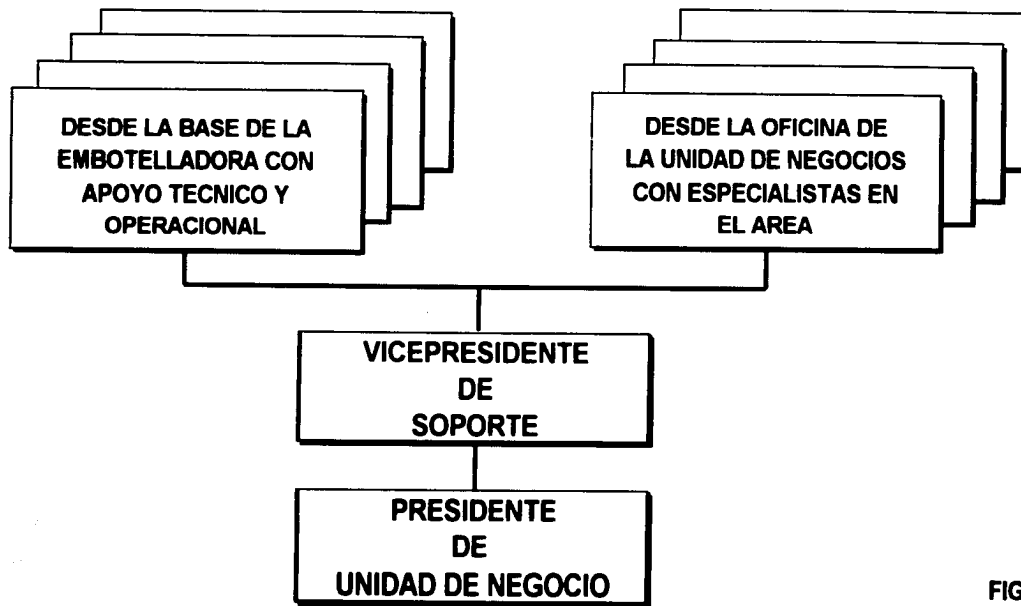 DESDE LA BASE DE LA
EMBOTELLADORA CON
APOYO TECNICO Y
OPERACIONAL
DESDE LA OFICINA DE
LA UNIDAD DE NEGOCIOS
CON ESPECIALISTAS EN
EL AREA
VICEPRESIDENTE
DE
SOPORTE
PRESIDENTE
DE
UNIDAD DE NEGOCIO
FIG